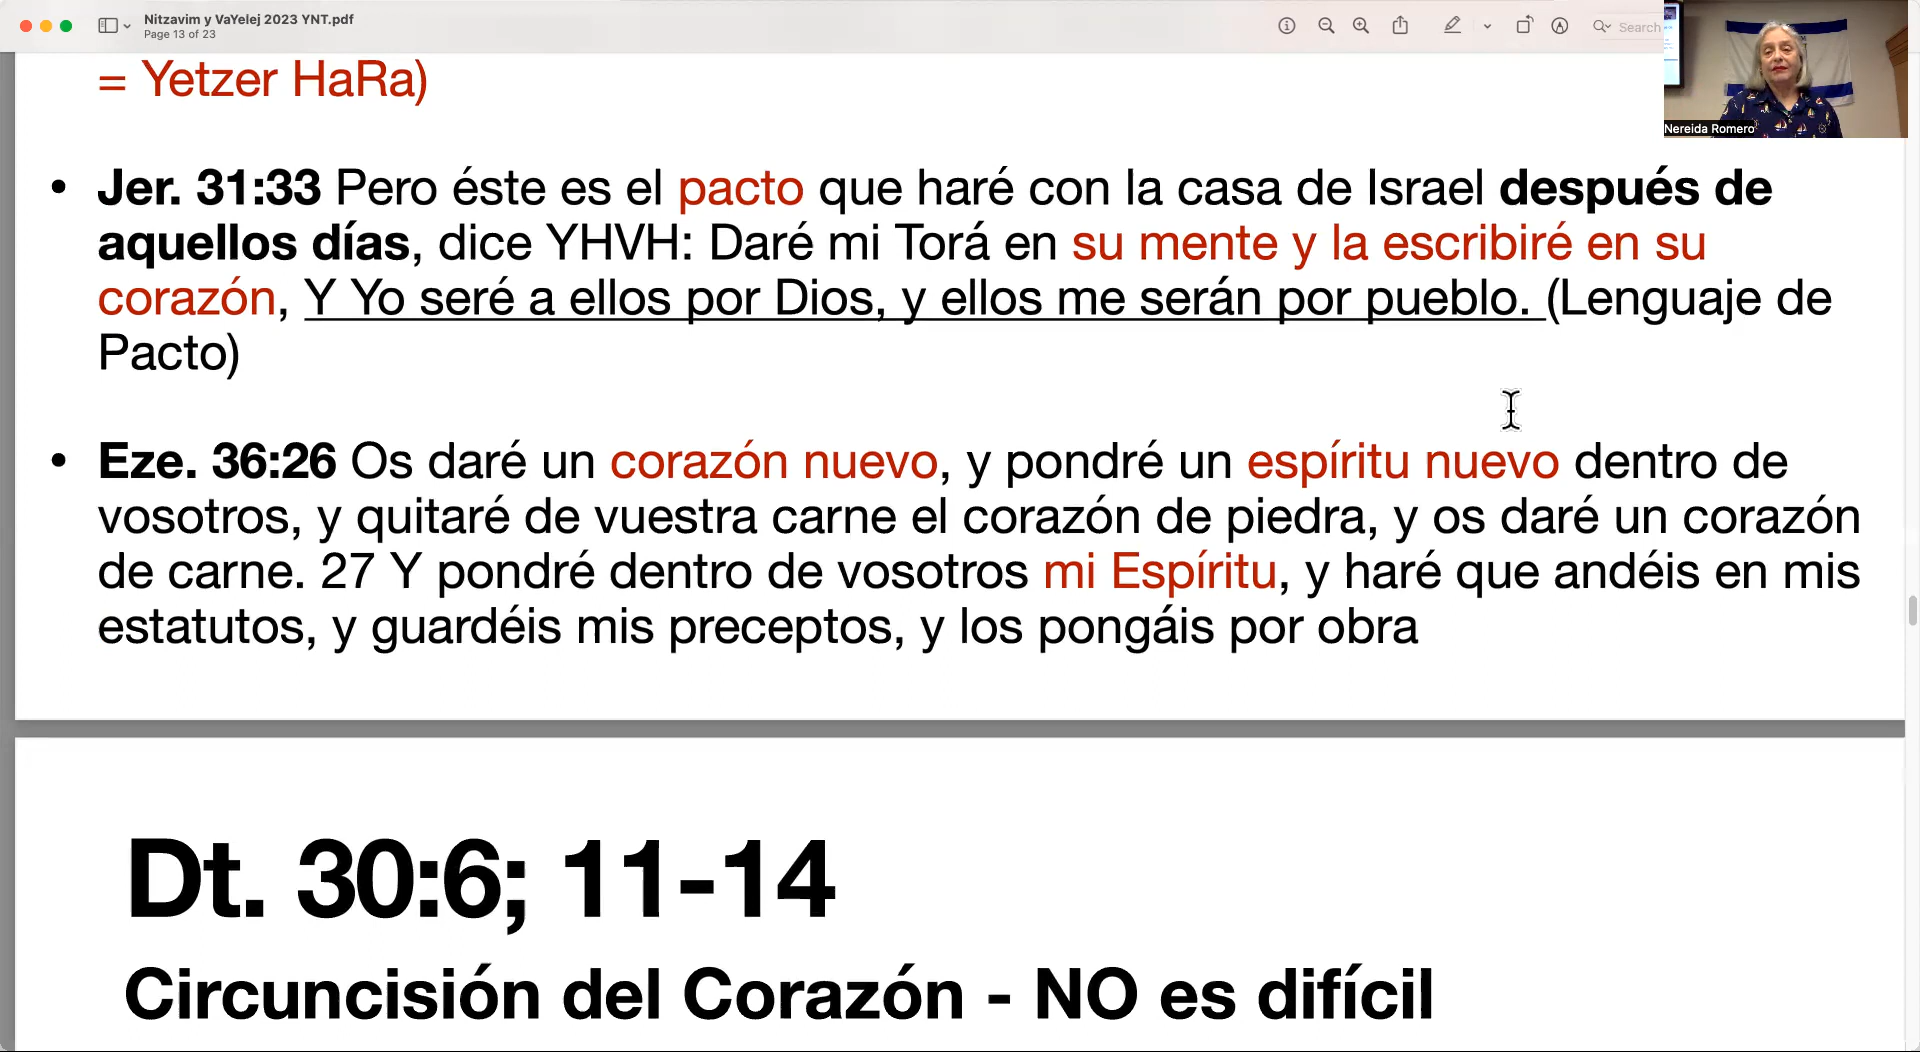 Nitzavim y VaYelej 2023 YNT.pdf
Page 13 of 23
Search
Nereida Romero
= Yetzer HaRa)
• Jer. 31:33 Pero éste es el pacto que haré con la casa de Israel después de
aquellos días, dice YHVH: Daré mi Torá en su mente y la escribiré en su
corazón, Y Yo seré a ellos por Dios, y ellos me serán por pueblo. (Lenguaje de
Pacto)
• Eze. 36:26 Os daré un corazón nuevo, y pondré un espíritu nuevo dentro de
vosotros, y quitaré de vuestra carne el corazón de piedra, y os daré un corazón
de carne. 27 Y pondré dentro de vosotros mi Espíritu, y haré que andéis en mis
estatutos, y guardéis mis preceptos, y los pongáis por obra
Dt. 30:6; 11-14
Circuncisión del Corazón - NO es difícil